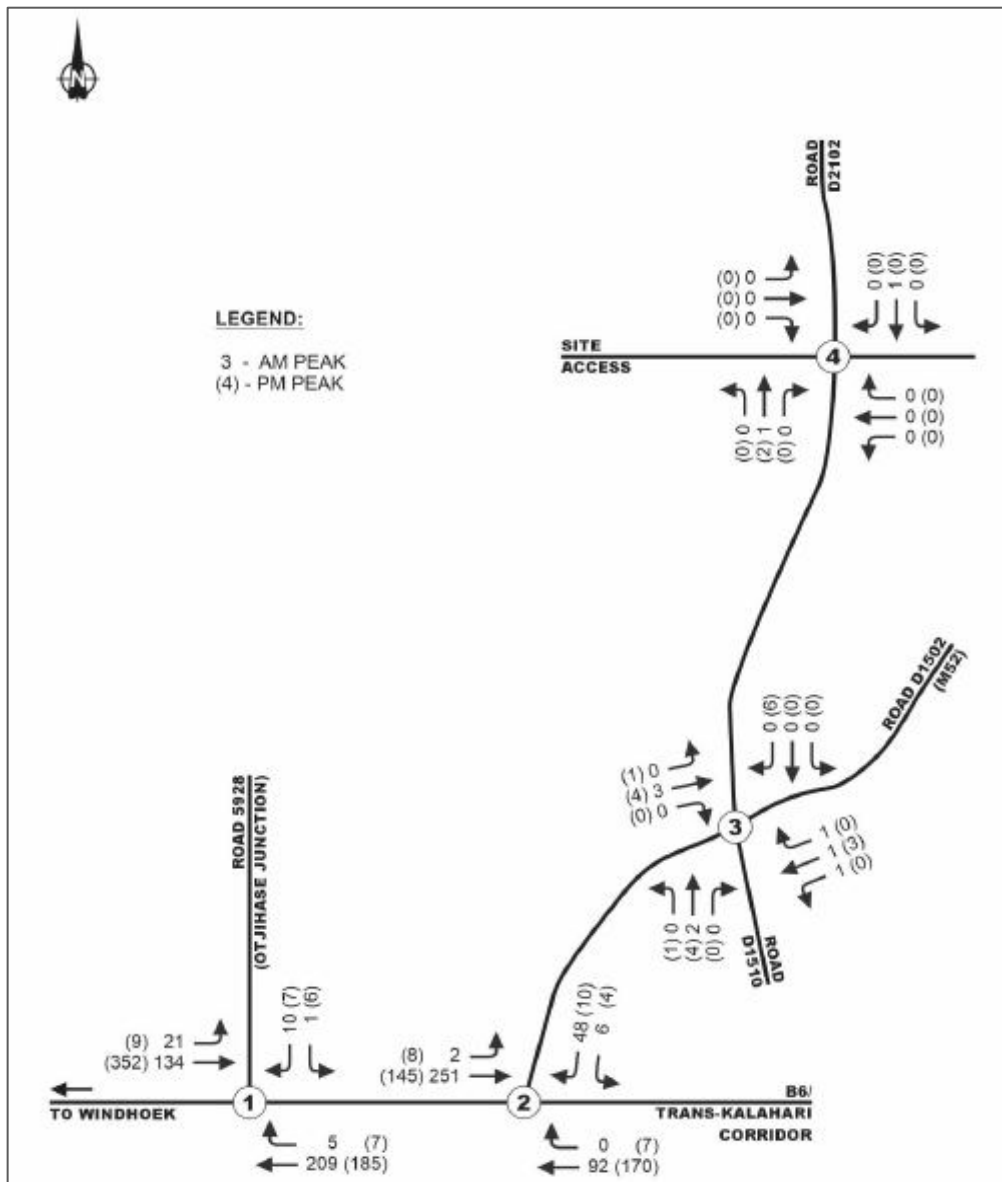 N
ROAD
D2102
LEGEND:
3 - AM PEAK
(4) - PM PEAK
(0) 0
(0) 0
(0) 0
0 (0)
1 (0)
0 (0)
SITE
ACCESS
4
(0) 0
(2) 1
(0) 0
0 (0)
0 (0)
0 (0)
ROAD D1502
(M52)
0 (6)
0 (0)
0 (0)
(1) 0
(4) 3
(0) 0
3
1 (0)
1 (3)
1 (0)
(1) 0
(4) 2
(0) 0
ROAD
D1510
ROAD 5928
(OTJIHASE JUNCTION)
(9) 21
(352) 134
10 (7)
1 (6)
(8) 2
(145) 251
48 (10)
6 (4)
TO WINDHOEK
1
2
B6/
TRANS-KALAHARI
CORRIDOR
5 (7)
209 (185)
0 (7)
92 (170)